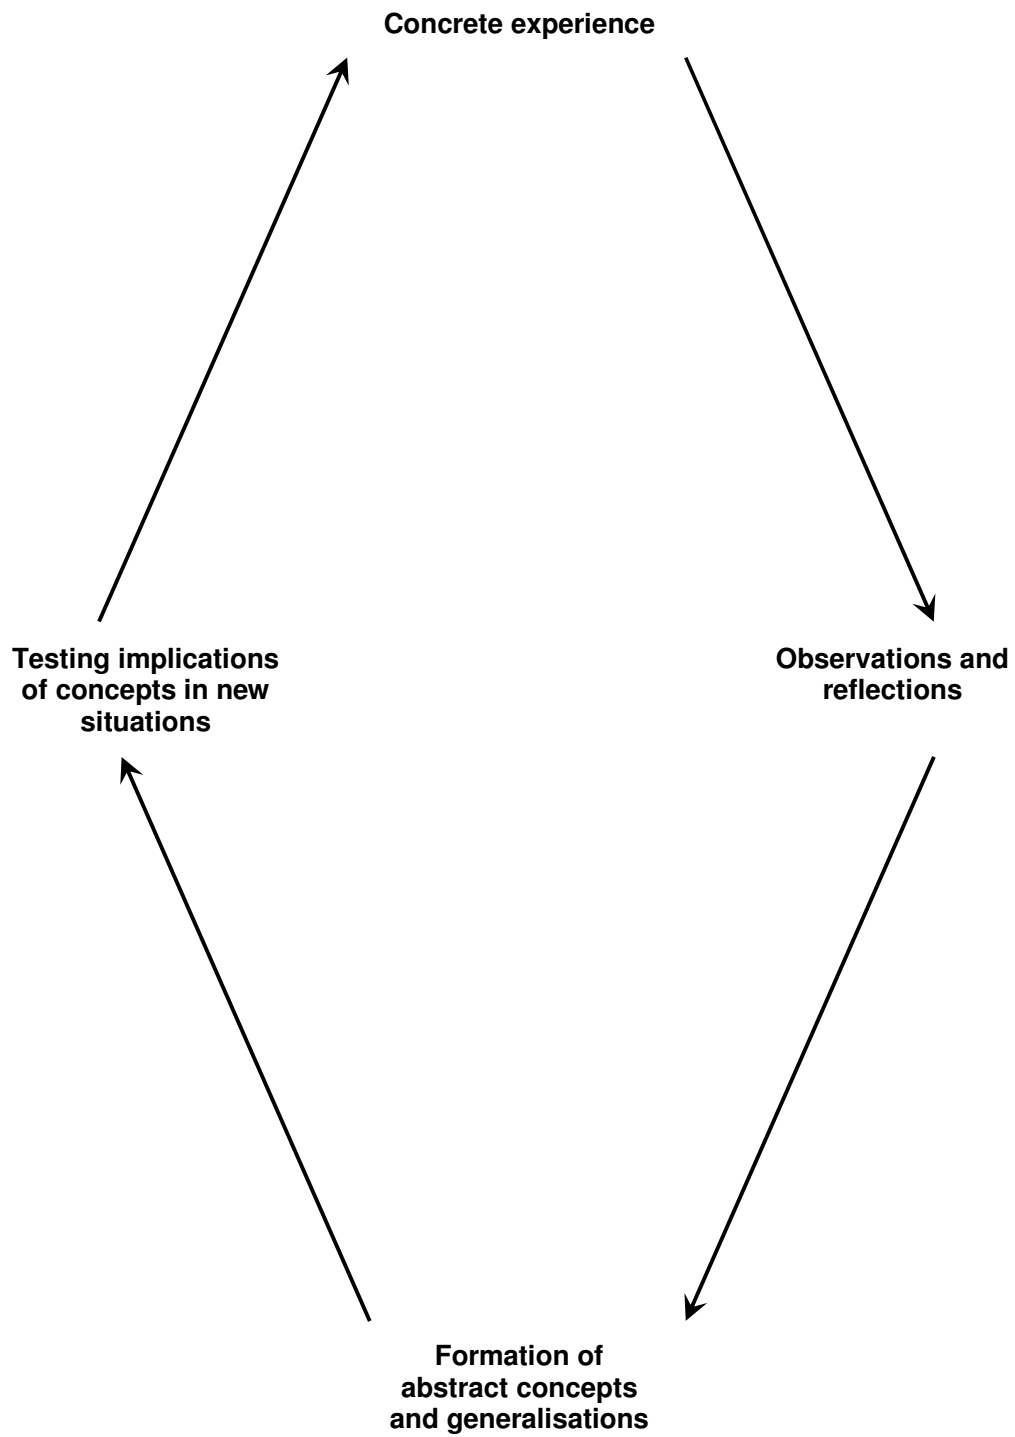 Concrete experience
Testing implications
of concepts in new
situations
Observations and
reflections
Formation of
abstract concepts
and generalisations